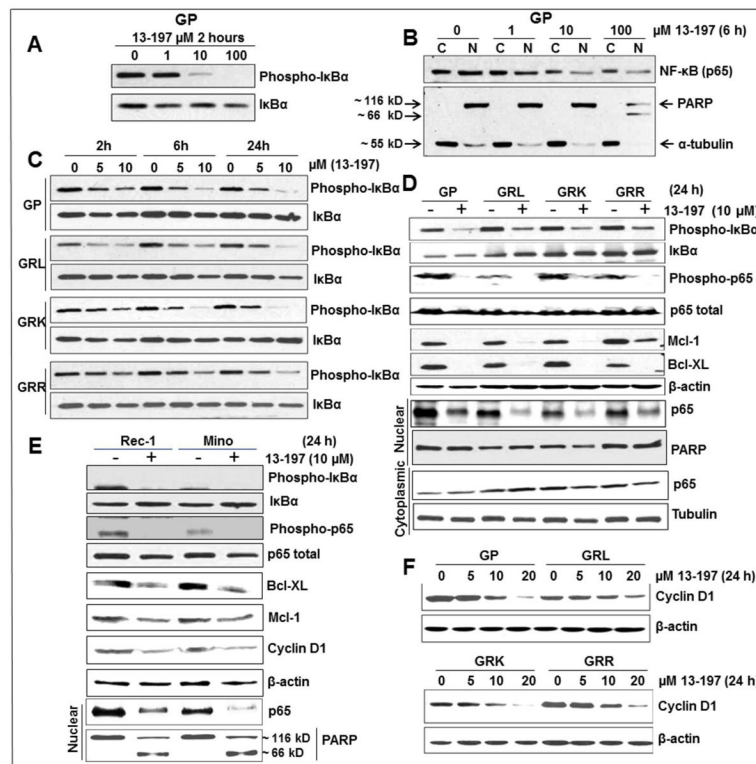 A
GP
13-197 µM 2 hours
0 1 10 100
Phospho-IκBα
IκBα
B
GP
0 1 10 100 µM 13-197 (6 h)
C N C N C N C N
NF-κB (p65)
~ 116 kD
~ 66 kD
PARP
~ 55 kD
α-tubulin
C
2h 6h 24h
0 5 10 0 5 10 0 5 10 µM (13-197)
GP
Phospho-IκBα
IκBα
GRL
Phospho-IκBα
IκBα
GRK
Phospho-IκBα
IκBα
GRR
Phospho-IκBα
IκBα
D
GP GRL GRK GRR (24 h)
- + - + - + - + 13-197 (10 µM)
Phospho-IκBα
IκBα
Phospho-p65
p65 total
Mcl-1
Bcl-XL
β-actin
Nuclear
p65
PARP
Cytoplasmic
p65
Tubulin
E
Rec-1 Mino (24 h)
- + - + 13-197 (10 µM)
Phospho-IκBα
IκBα
Phospho-p65
p65 total
Bcl-XL
Mcl-1
Cyclin D1
β-actin
Nuclear
p65
~ 116 kD
~ 66 kD
PARP
F
GP GRL
0 5 10 20 0 5 10 20 µM 13-197 (24 h)
Cyclin D1
β-actin
GRK GRR
0 5 10 20 0 5 10 20 µM 13-197 (24 h)
Cyclin D1
β-actin